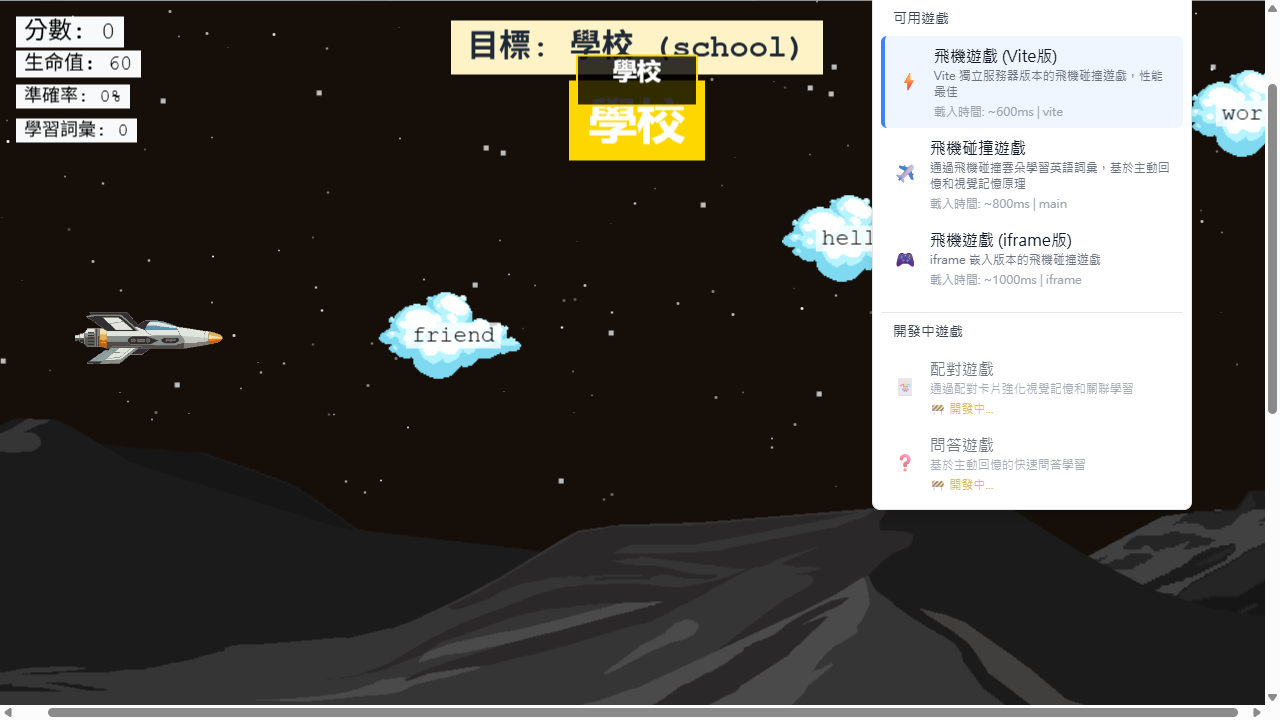 分數: 0
生命值: 60
準確率: 0%
學習詞彙: 0
目標: 學校 (school)
學校
學校
friend
hell
wor
可用遊戲
飛機遊戲 (Vite版)
Vite 獨立服務器版本的飛機碰撞遊戲，性能
最佳
載入時間: ~600ms | vite
飛機碰撞遊戲
通過飛機碰撞雲朵學習英語詞彙，基於主動回
憶和視覺記憶原理
載入時間: ~800ms | main
飛機遊戲 (iframe版)
iframe 嵌入版本的飛機碰撞遊戲
載入時間: ~1000ms | iframe
開發中遊戲
配對遊戲
通過配對卡片強化視覺記憶和關聯學習
開發中...
問答遊戲
基於主動回憶的快速問答學習
開發中...